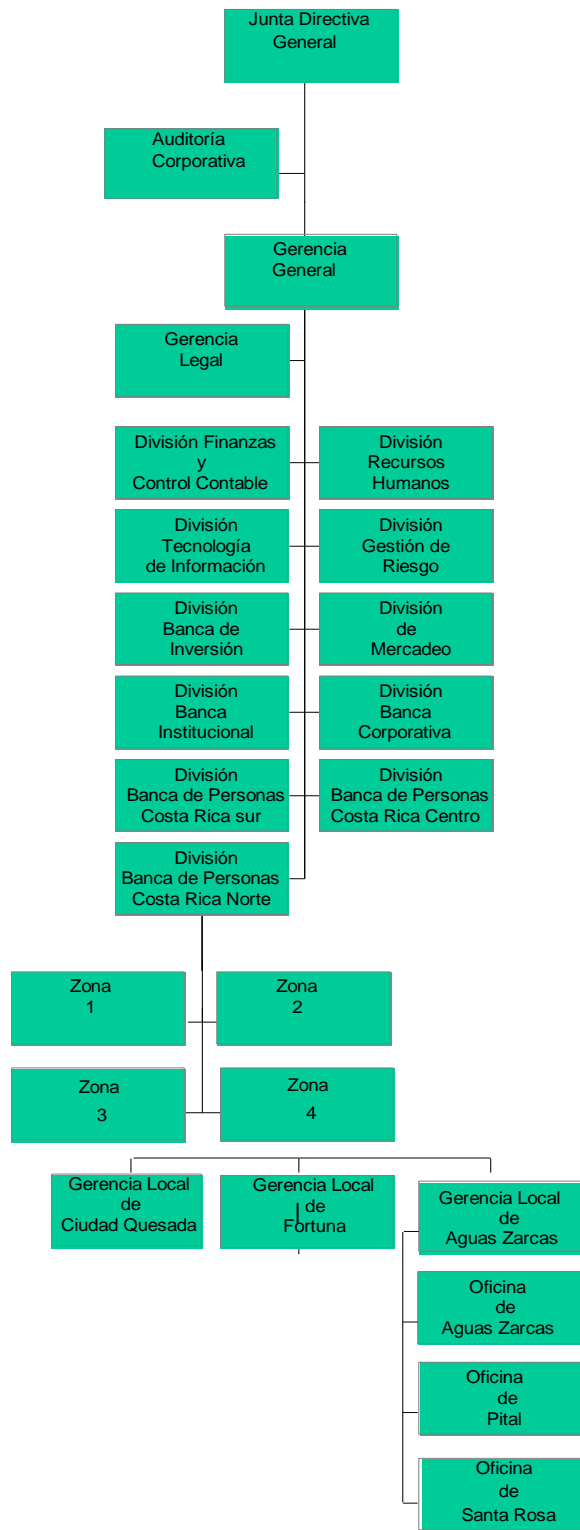 Junta Directiva
General
Auditoría
Corporativa
Gerencia
General
Gerencia
Legal
División Finanzas
y
Control Contable
División
Recursos
Humanos
División
Tecnología
de Información
División
Gestión de
Riesgo
División
Banca de
Inversión
División
de
Mercadeo
División
Banca
Institucional
División
Banca
Corporativa
División
Banca de Personas
Costa Rica sur
División
Banca de Personas
Costa Rica Centro
División
Banca de Personas
Costa Rica Norte
Zona
1
Zona
2
Zona
3
Zona
4
Gerencia Local
de
Ciudad Quesada
Gerencia Local
de
Fortuna
Gerencia Local
de
Aguas Zarcas
Oficina
de
Aguas Zarcas
Oficina
de
Pital
Oficina
de
Santa Rosa